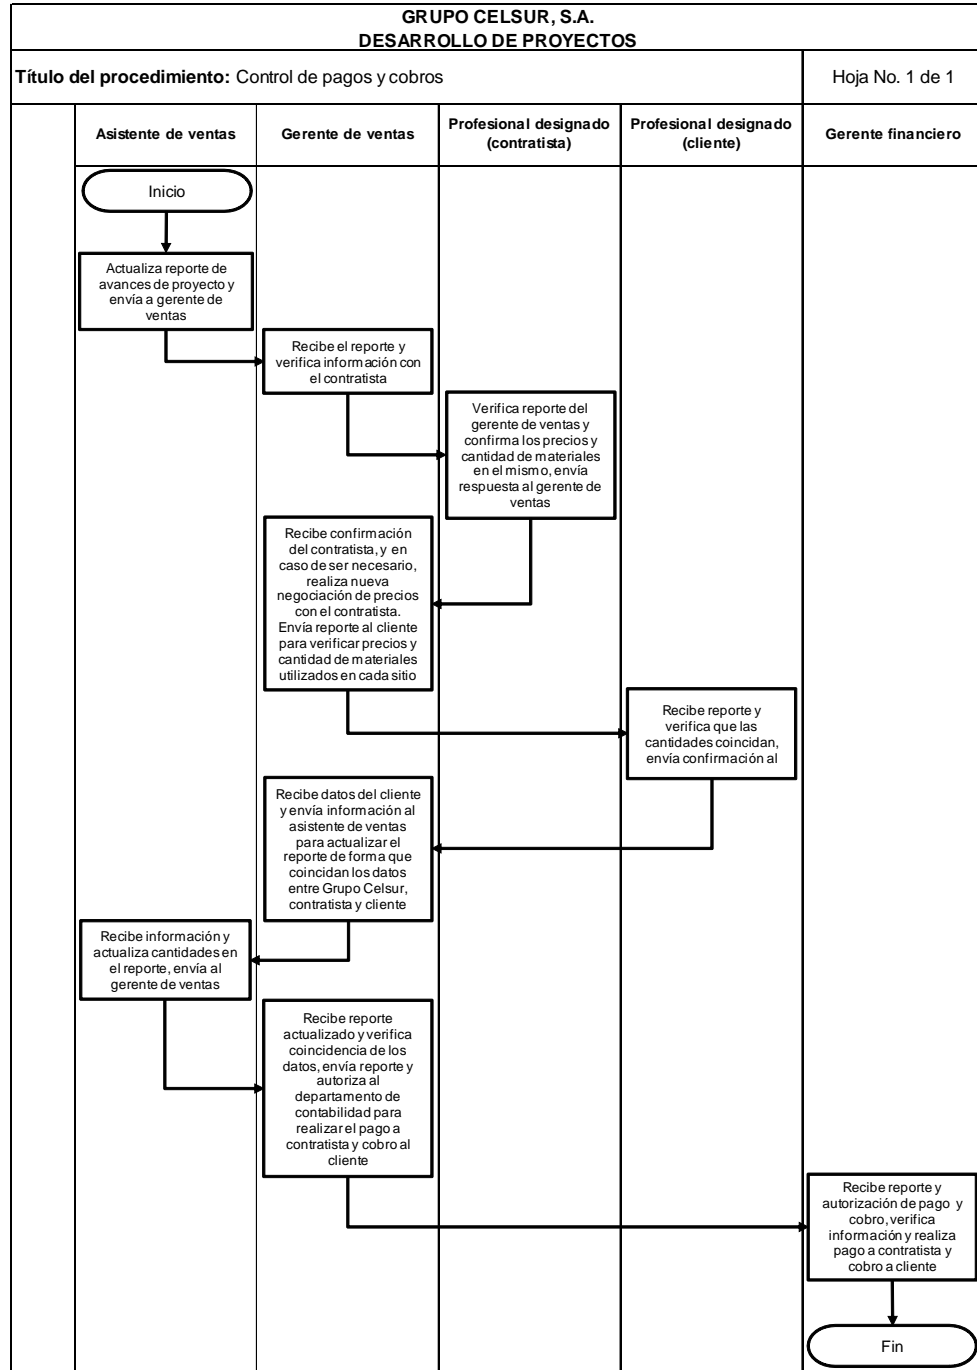 GRUPO CELSUR, S.A.
DESARROLLO DE PROYECTOS
Título del procedimiento: Control de pagos y cobros
Hoja No. 1 de 1
Asistente de ventas
Gerente de ventas
Profesional designado
(contratista)
Profesional designado
(cliente)
Gerente financiero
Inicio
Actualiza reporte de
avances de proyecto y
envía a gerente de
ventas
Recibe el reporte y
verifica información con
el contratista
Verifica reporte del
gerente de ventas y
confirma los precios y
cantidad de materiales
en el mismo, envía
respuesta al gerente de
ventas
Recibe confirmación
del contratista, y en
caso de ser necesario,
realiza nueva
negociación de precios
con el contratista.
Envía reporte al cliente
para verificar precios y
cantidad de materiales
utilizados en cada sitio
Recibe reporte y
verifica que las
cantidades coincidan,
envía confirmación al
Recibe datos del cliente
y envía información al
asistente de ventas
para actualizar el
reporte de forma que
coincidan los datos
entre Grupo Celsur,
contratista y cliente
Recibe información y
actualiza cantidades en
el reporte, envía al
gerente de ventas
Recibe reporte
actualizado y verifica
coincidencia de los
datos, envía reporte y
autoriza al
departamento de
contabilidad para
realizar el pago a
contratista y cobro al
cliente
Recibe reporte y
autorización de pago y
cobro, verifica
información y realiza
pago a contratista y
cobro a cliente
Fin